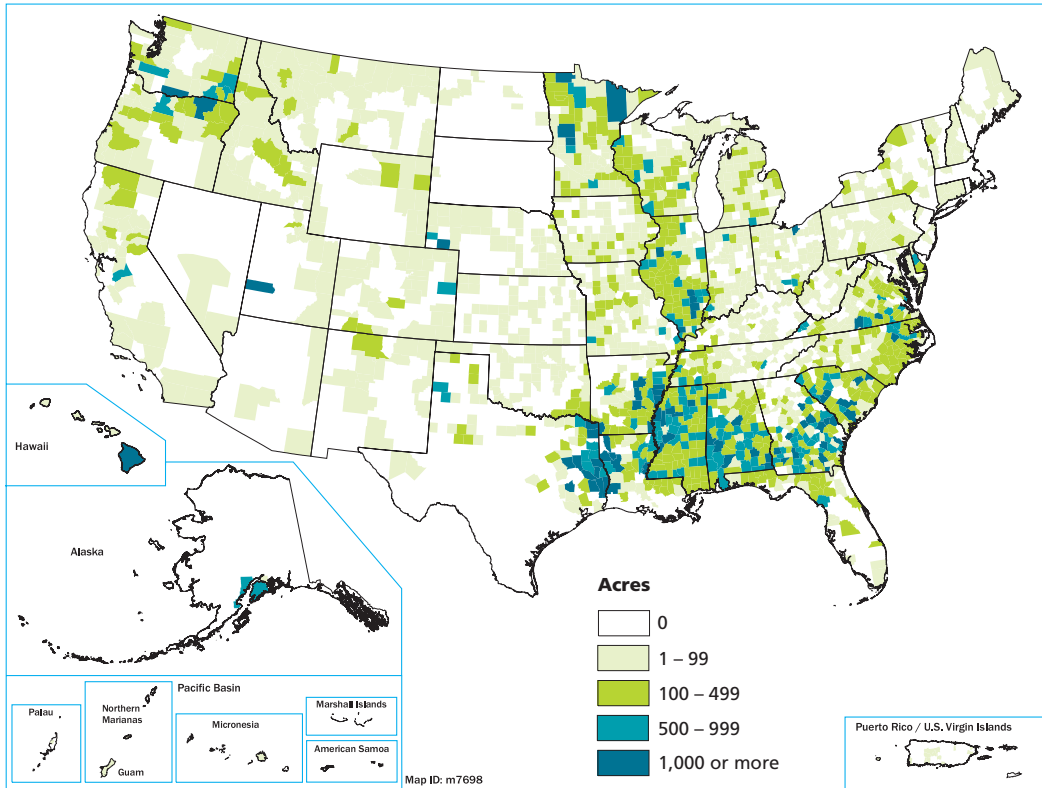 Hawaii
Alaska
Pacific Basin
Palau
Northern
Marianas
Guam
Micronesia
Marshall Islands
American Samoa
Map ID: m7698
Acres
0
1 – 99
100 – 499
500 – 999
1,000 or more
Puerto Rico / U.S. Virgin Islands